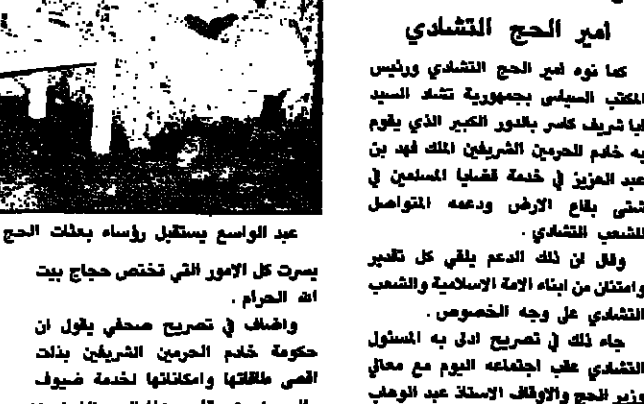 امير الحج التشادي
كما نوه امير الحج التشادي ورئيس
المكتب السياسى بجمهورية تشاد السيد
ابا شريف كاسر بالدور الكبير الذي يقوم
به خادم الحرمين الشريفين الملك فهد بن
عبد العزيز في خدمة قضايا المسلمين في
شتى بقاع الارض ودعمه المتواصل
للشعب التشادي .
وقال ان ذلك الدعم يلقي كل تقدير
وامتنان من ابناء الامة الاسلامية والشعب
التشادي على وجه الخصوص .
جاء ذلك في تصريح ادلى به المسئول
التشادي عقب اجتماعه اليوم مع معالي
وزير الحج والاوقاف الاستاذ عبد الوهاب
عبد الواسع يستقبل رؤساء بعثات الحج
يسرت كل الامور التي تختص حجاج بيت
الله الحرام .
واضاف في تصريح صحفي يقول ان
حكومة خادم الحرمين الشريفين بذلت
اقصى طاقاتها وامكاناتها لخدمة ضيوف